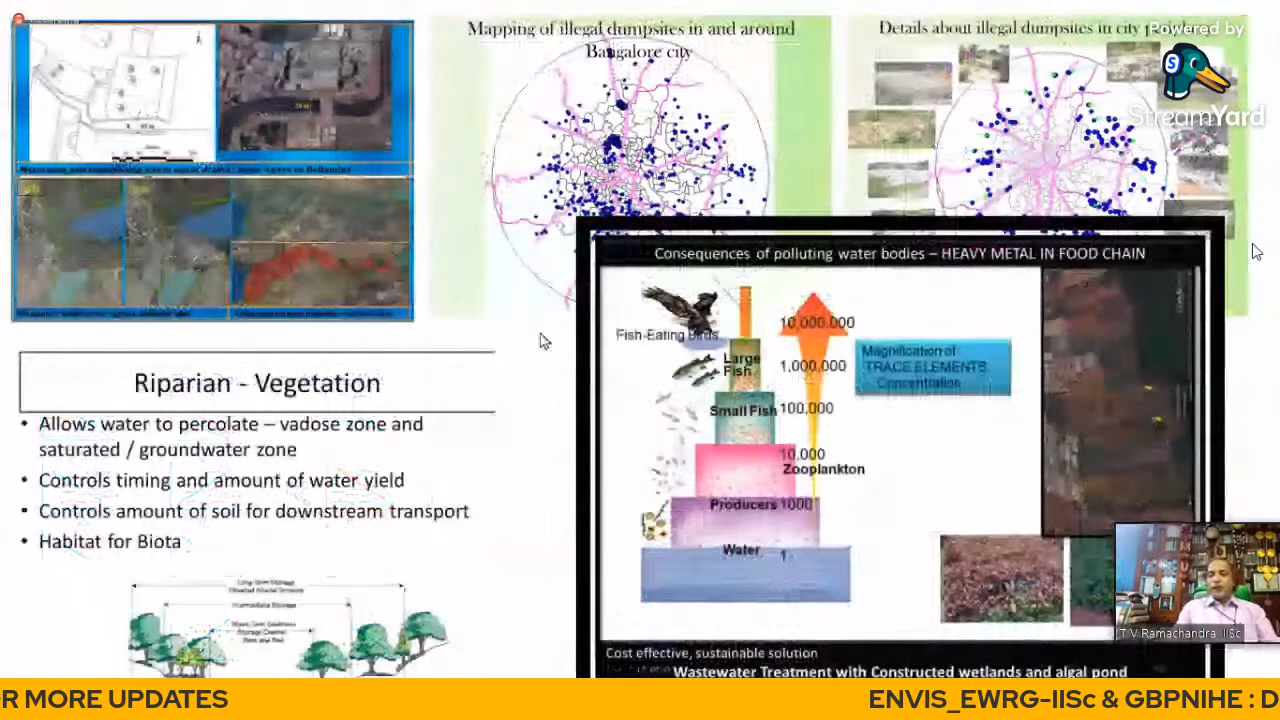 Mapping of illegal dumpsites in and around
Bangalore city
Details about illegal dumpsites in city
Powered by
StreamYard
Riparian - Vegetation
• Allows water to percolate – vadose zone and
saturated / groundwater zone
• Controls timing and amount of water yield
• Controls amount of soil for downstream transport
• Habitat for Biota
Consequences of polluting water bodies – HEAVY METAL IN FOOD CHAIN
Fish-Eating Birds
10,000,000
Large
Fish
1,000,000
Magnification of
TRACE ELEMENTS
Concentration
Small Fish
100,000
10,000
Zooplankton
Producers
1000
Water
1
Cost effective, sustainable solution
Wastewater Treatment with Constructed wetlands and algal pond
T V Ramachandra, IISc
OR MORE UPDATES
ENVIS_EWRG-IISc & GBPNIHE : D